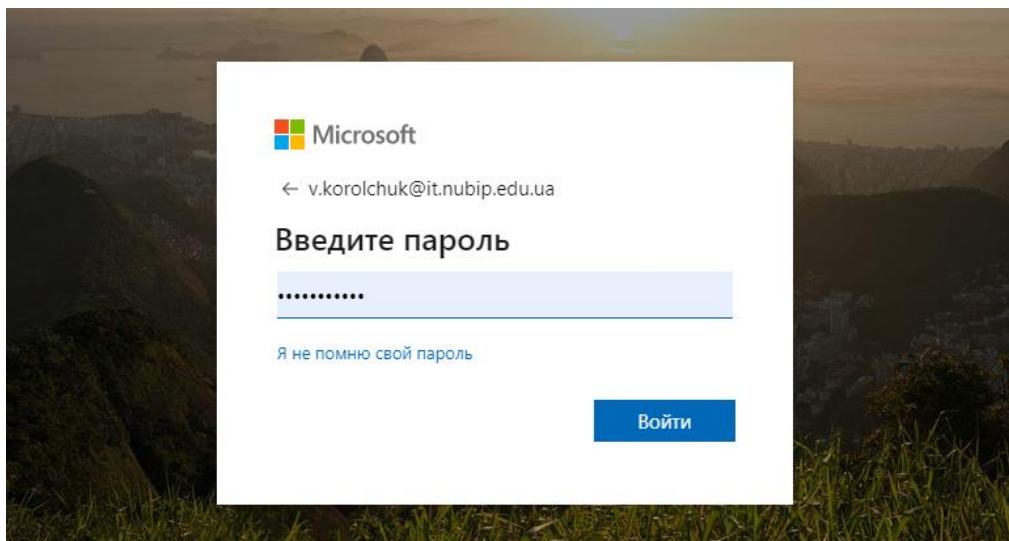 Microsoft
← v.korolchuk@it.nubip.edu.ua
Введите пароль
•••••••••••
Я не помню свой пароль
Войти